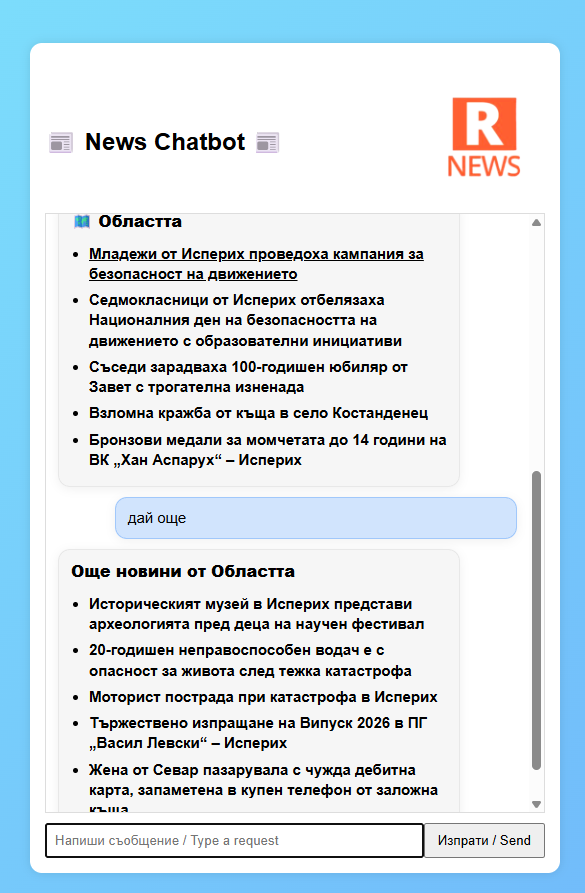 News Chatbot
R
NEWS
Областта
Младежи от Исперих проведоха кампания за
безопасност на движението
Седмокласници от Исперих отбелязаха
Националния ден на безопасността на
движението с образователни инициативи
Съседи зарадваха 100-годишен юбиляр от
Завет с трогателна изненада
Взломна кражба от къща в село Костанденец
Бронзови медали за момчетата до 14 години на
ВК „Хан Аспарух“ – Исперих
дай още
Още новини от Областта
Историческият музей в Исперих представи
археологията пред деца на научен фестивал
20-годишен неправоспособен водач е с
опасност за живота след тежка катастрофа
Моторист пострада при катастрофа в Исперих
Тържествено изпращане на Випуск 2026 в ПГ
„Васил Левски“ – Исперих
Жена от Севар пазарувала с чужда дебитна
карта, запаметена в купен телефон от заложна
къща
Напиши съобщение / Type a request
Изпрати / Send